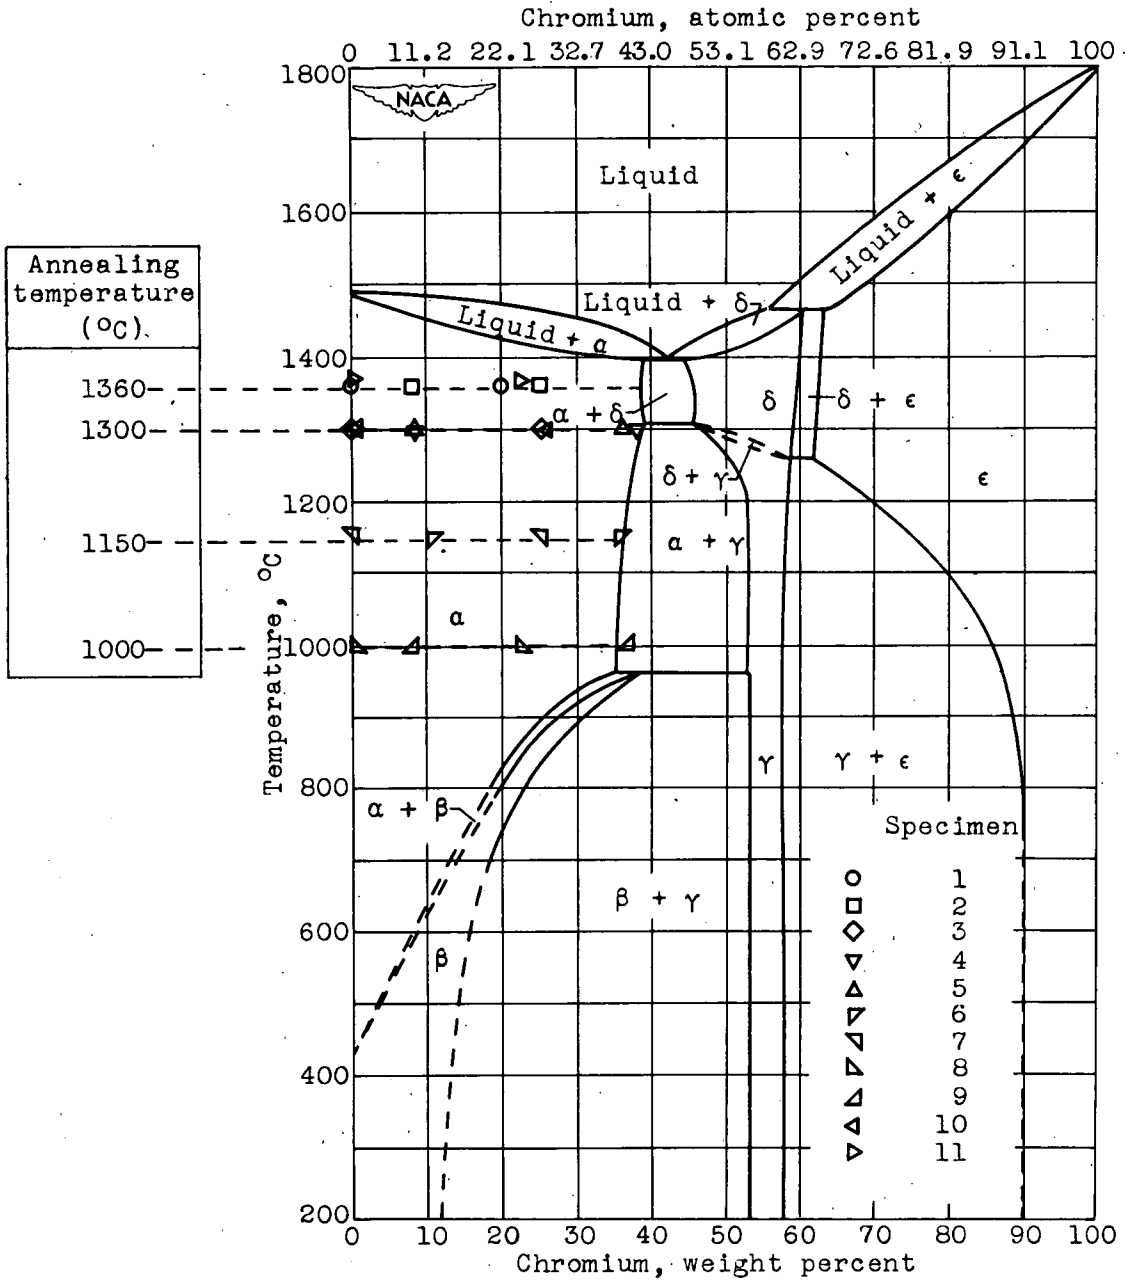 Chromium, atomic percent
0 11.2 22.1 32.7 43.0 53.1 62.9 72.6 81.9 91.1 100
1800
NACA
Liquid
1600
Liquid + ε
Annealing
temperature
(°C).
Liquid + δ
Liquid + α
1400
1360
α + δ
δ
δ + ε
1300
δ + γ
ε
1200
1150
α + γ
Temperature, °C
α
1000
1000
γ
γ + ε
800
α + β
Specimen
1
2
3
4
5
6
7
8
9
10
11
β + γ
600
β
400
200
0 10 20 30 40 50 60 70 80 90 100
Chromium, weight percent